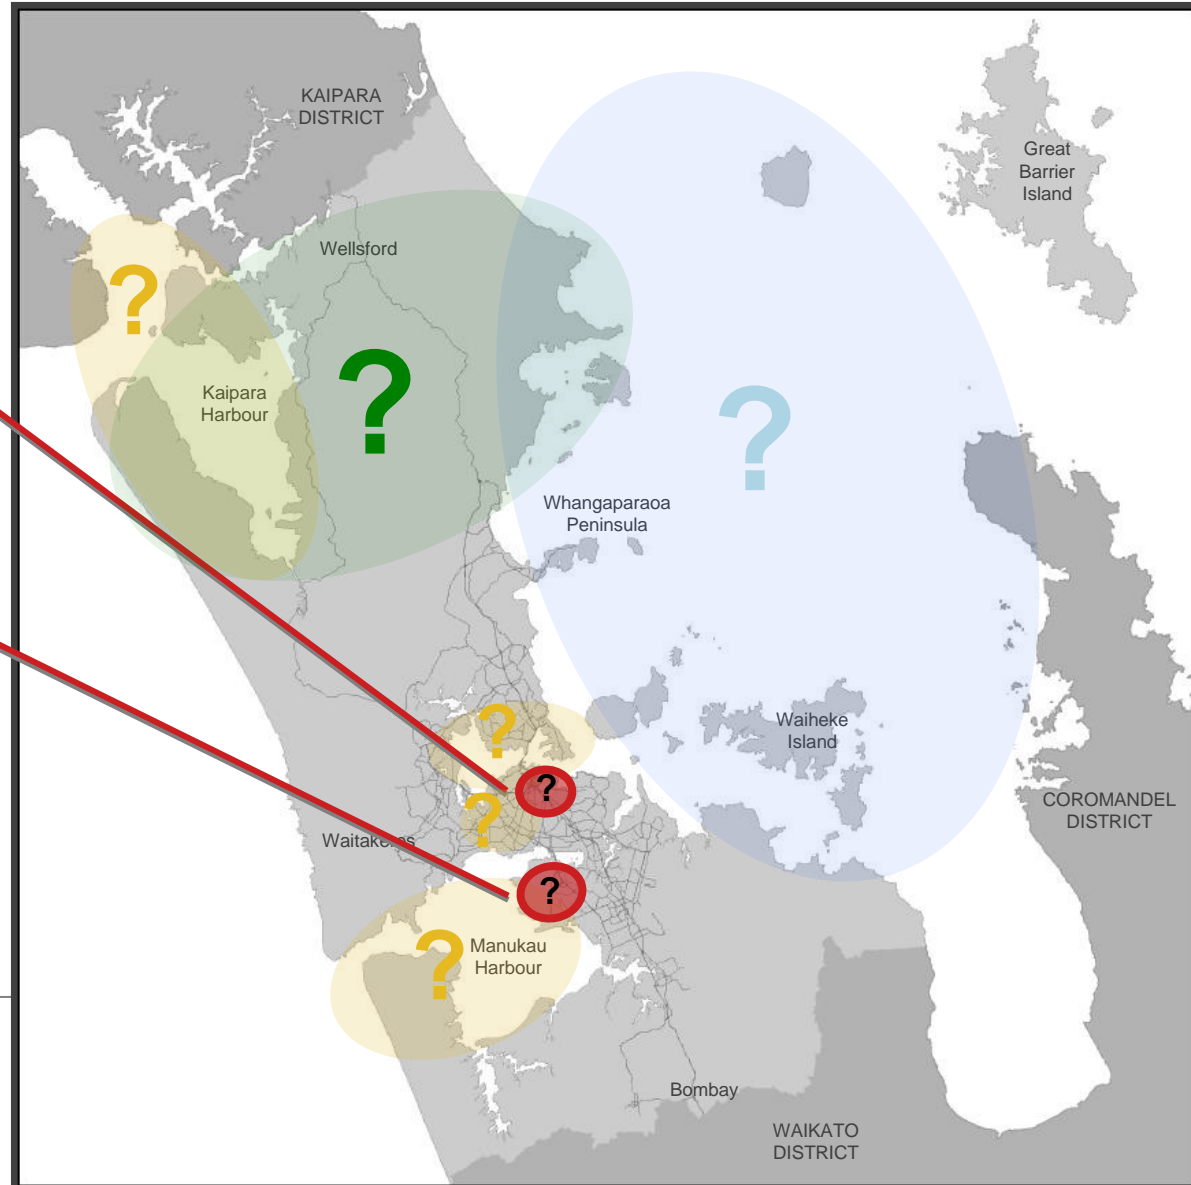 KAIPARA
DISTRICT
Great
Barrier
Island
Wellsford
?
?
Kaipara
Harbour
?
Whangaparaoa
Peninsula
?
Waiheke
Island
?
?
COROMANDEL
DISTRICT
Waitakeres
?
Manukau
Harbour
?
Bombay
WAIKATO
DISTRICT